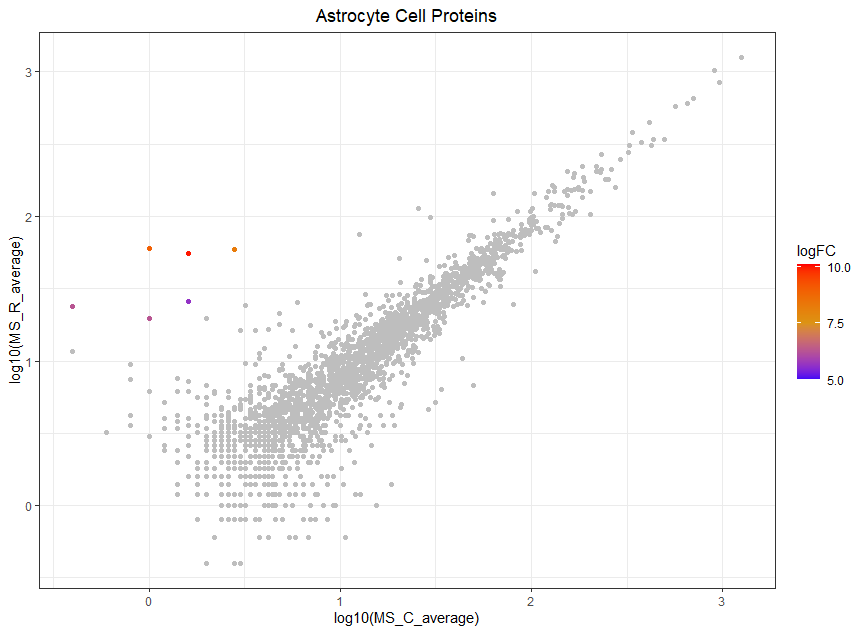 Astrocyte Cell Proteins
log10(MS_R_average)
3
2
1
0
0 1 2 3
log10(MS_C_average)
logFC
10.0
7.5
5.0